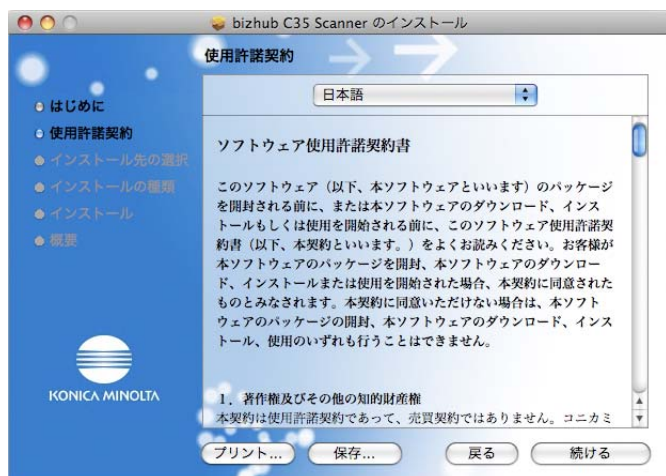 bizhub C35 Scanner のインストール
使用許諾契約
はじめに
使用許諾契約
インストール先の選択
インストールの種類
インストール
概要
KONICA MINOLTA
日本語
ソフトウェア使用許諾契約書
このソフトウェア（以下、本ソフトウェアといいます）のパッケージ
を開封される前に、または本ソフトウェアのダウンロード、インス
トールもしくは使用を開始される前に、このソフトウェア使用許諾契
約書（以下、本契約といいます。）をよくお読みください。お客様が
本ソフトウェアのパッケージを開封、本ソフトウェアのダウンロー
ド、インストールまたは使用を開始された場合、本契約に同意された
ものとみなされます。本契約に同意いただけない場合は、本ソフト
ウェアのパッケージの開封、本ソフトウェアのダウンロード、インス
トール、使用のいずれも行うことはできません。
1．著作権及びその他の知的財産権
本契約は使用許諾契約であって、売買契約ではありません。コニカミ
プリント...
保存...
戻る
続ける